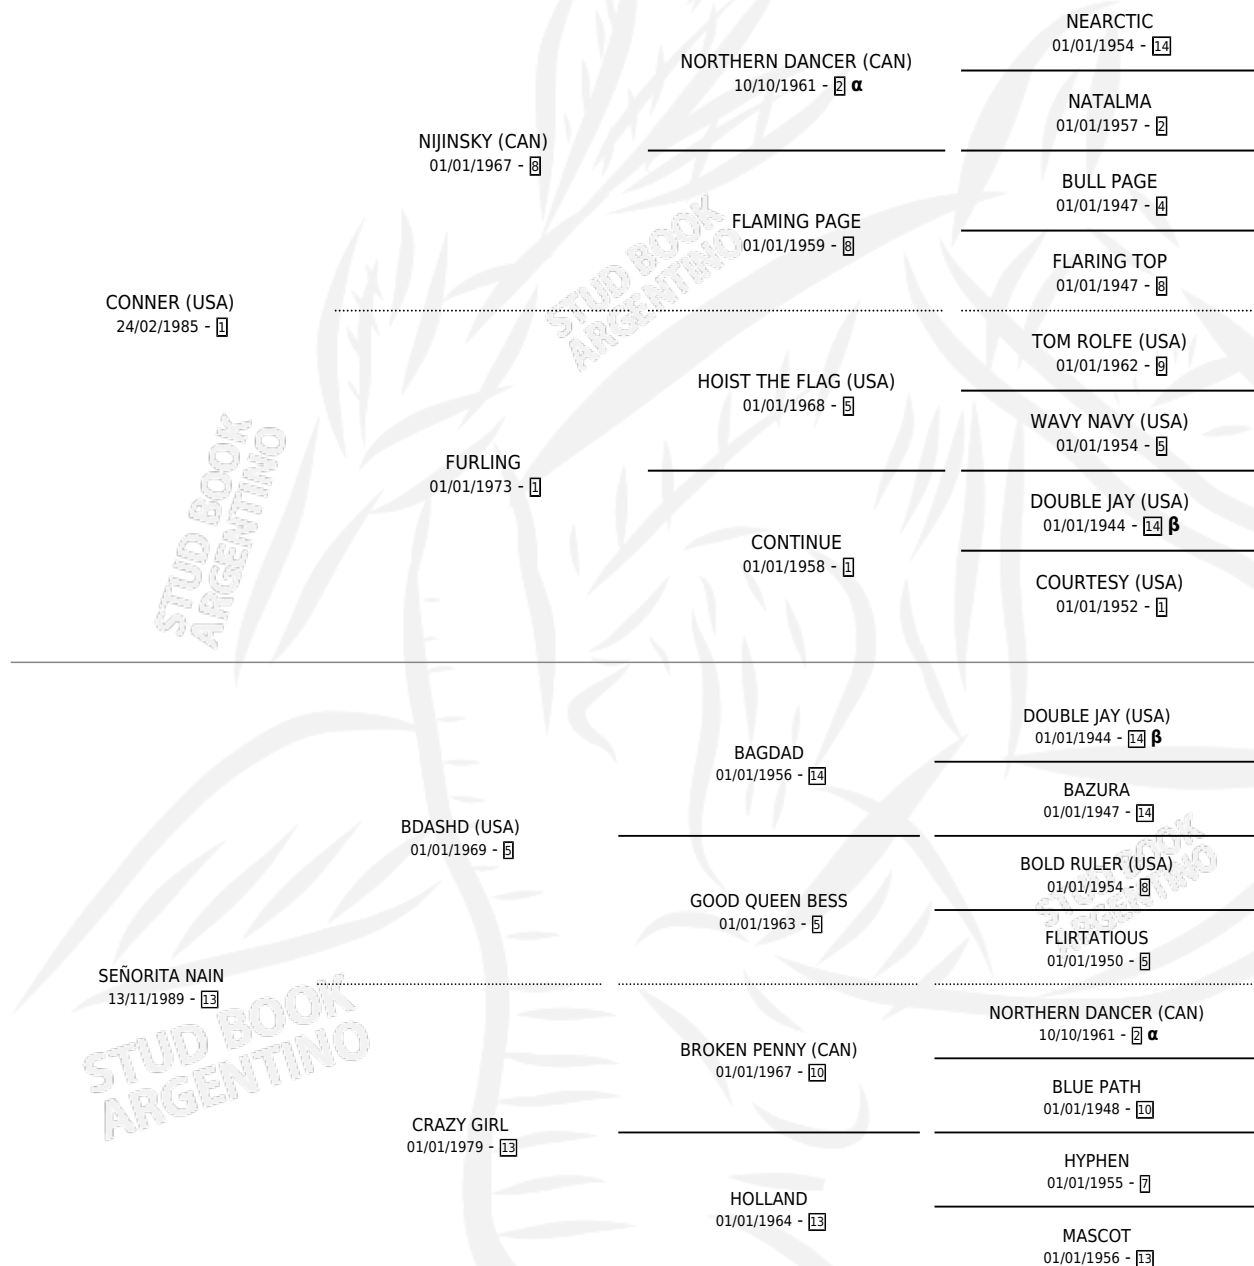 NEARCTIC
01/01/1954 - 14
NORTHERN DANCER (CAN)
10/10/1961 - 2 α
NATALMA
01/01/1957 - 2
NIJINSKY (CAN)
01/01/1967 - 8
BULL PAGE
01/01/1947 - 4
FLAMING PAGE
01/01/1959 - 8
FLARING TOP
01/01/1947 - 8
CONNER (USA)
24/02/1985 - 1
TOM ROLFE (USA)
01/01/1962 - 9
HOIST THE FLAG (USA)
01/01/1968 - 5
WAVY NAVY (USA)
01/01/1954 - 5
FURLING
01/01/1973 - 1
DOUBLE JAY (USA)
01/01/1944 - 14 β
CONTINUE
01/01/1958 - 1
COURTESY (USA)
01/01/1952 - 1
DOUBLE JAY (USA)
01/01/1944 - 14 β
BAGDAD
01/01/1956 - 14
BAZURA
01/01/1947 - 14
BDASHD (USA)
01/01/1969 - 5
BOLD RULER (USA)
01/01/1954 - 8
GOOD QUEEN BESS
01/01/1963 - 5
FLIRTATIOUS
01/01/1950 - 5
SEÑORITA NAIN
13/11/1989 - 13
NORTHERN DANCER (CAN)
10/10/1961 - 2 α
BROKEN PENNY (CAN)
01/01/1967 - 10
BLUE PATH
01/01/1948 - 10
CRAZY GIRL
01/01/1979 - 13
HYPHEN
01/01/1955 - 7
HOLLAND
01/01/1964 - 13
MASCOT
01/01/1956 - 13
STUD BOOK
ARGENTINO
STUD BOOK
ARGENTINO
STUD BOOK
ARGENTINO
STUD BOOK
ARGENTINO